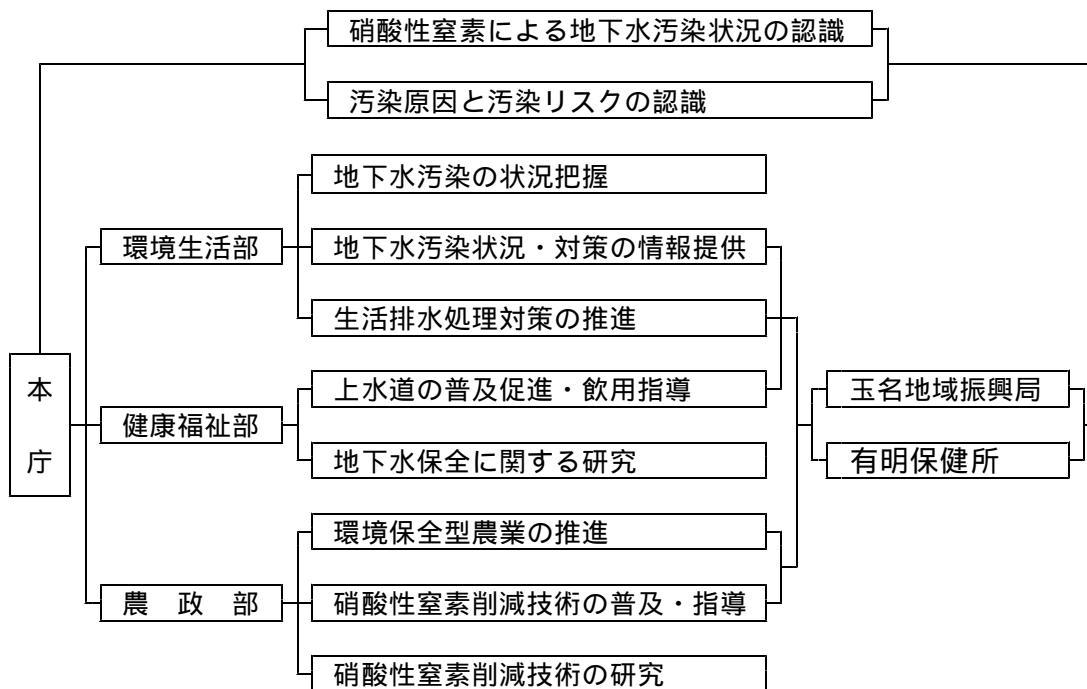 硝酸性窒素による地下水汚染状況の認識
汚染原因と汚染リスクの認識
地下水汚染の状況把握
環境生活部
地下水汚染状況・対策の情報提供
生活排水処理対策の推進
本庁
上水道の普及促進・飲用指導
玉名地域振興局
健康福祉部
地下水保全に関する研究
有明保健所
環境保全型農業の推進
農政部
硝酸性窒素削減技術の普及・指導
硝酸性窒素削減技術の研究